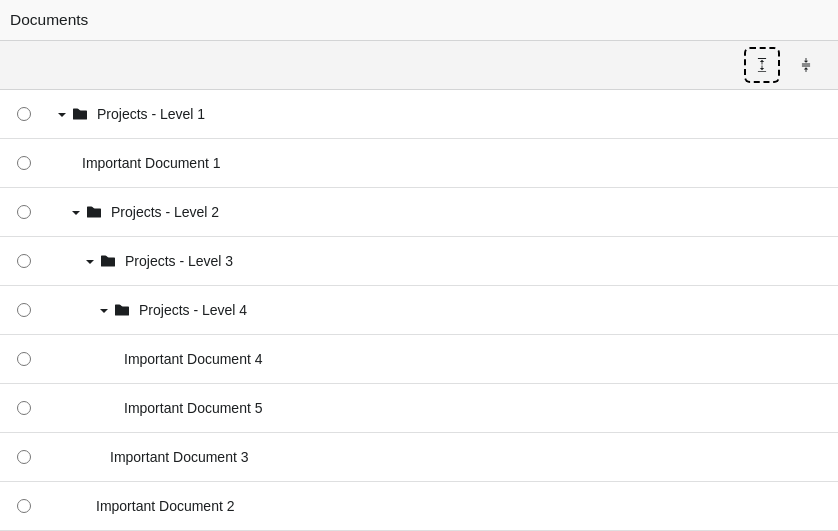 Documents
Projects - Level 1
Important Document 1
Projects - Level 2
Projects - Level 3
Projects - Level 4
Important Document 4
Important Document 5
Important Document 3
Important Document 2